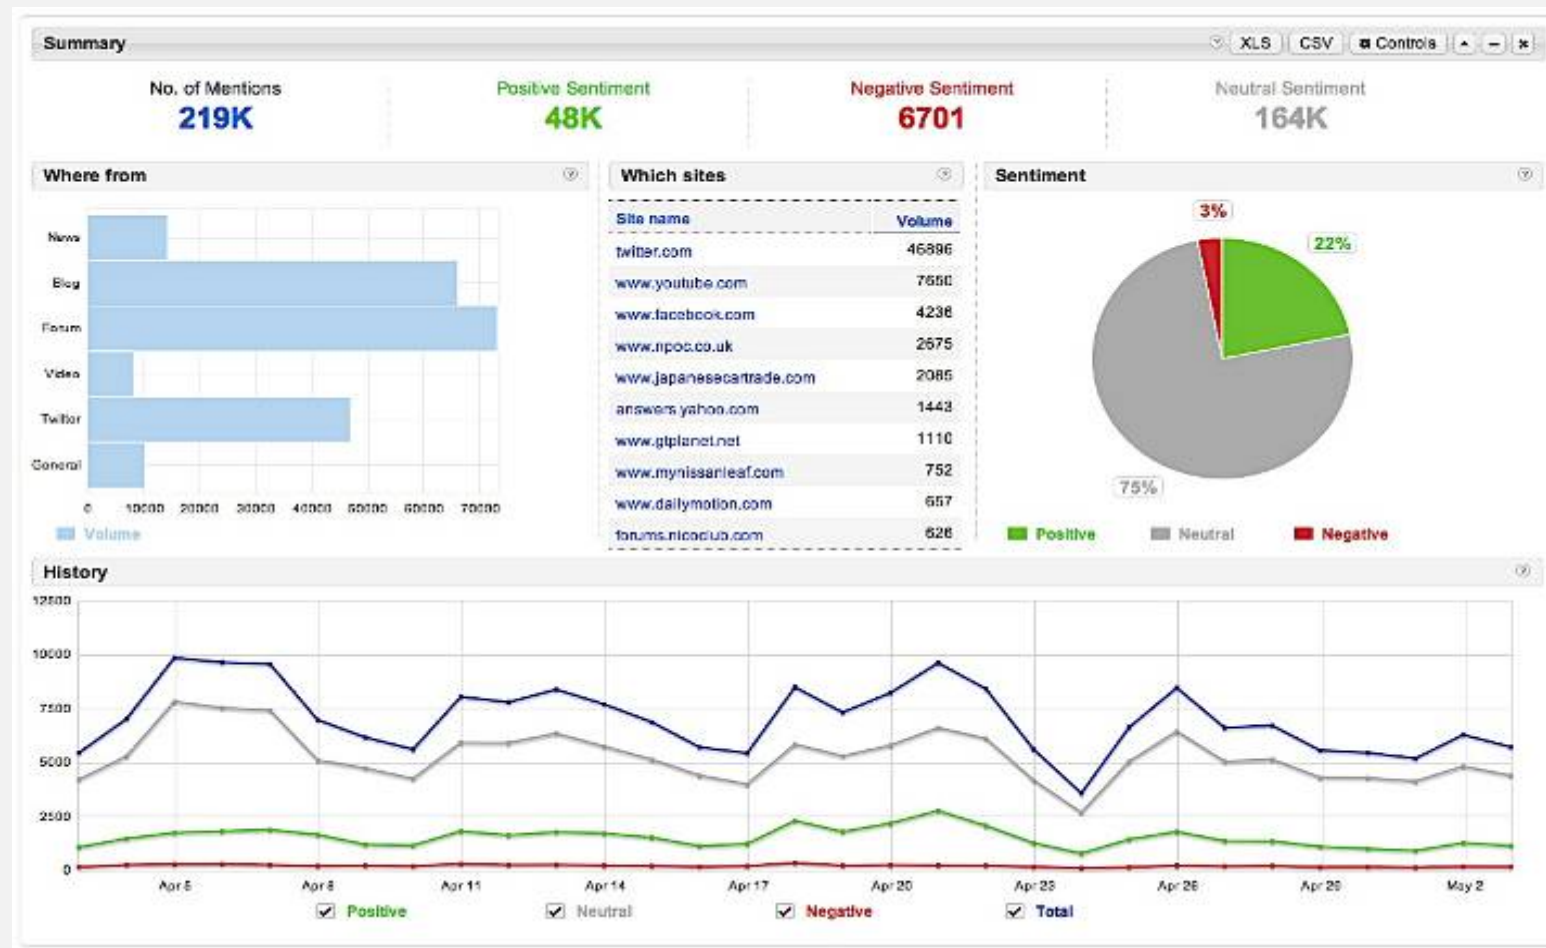 Summary
XLS CSV Controls
No. of Mentions
219K
Positive Sentiment
48K
Negative Sentiment
6701
Neutral Sentiment
164K
Where from
News
Blog
Forum
Video
Twitter
General
0 10000 20000 30000 40000 50000 60000 70000
Volume
Which sites
Site name Volume
twitter.com 46896
www.youtube.com 7650
www.facebook.com 4236
www.npoc.co.uk 2675
www.japanesecartrade.com 2085
answers.yahoo.com 1443
www.gtplanet.net 1110
www.mynissanleaf.com 752
www.dailymotion.com 657
forums.nicoclub.com 626
Sentiment
3%
22%
75%
Positive Neutral Negative
History
12500
10000
7500
5000
2500
0
Apr 5 Apr 8 Apr 11 Apr 14 Apr 17 Apr 20 Apr 23 Apr 26 Apr 29 May 2
Positive Neutral Negative Total